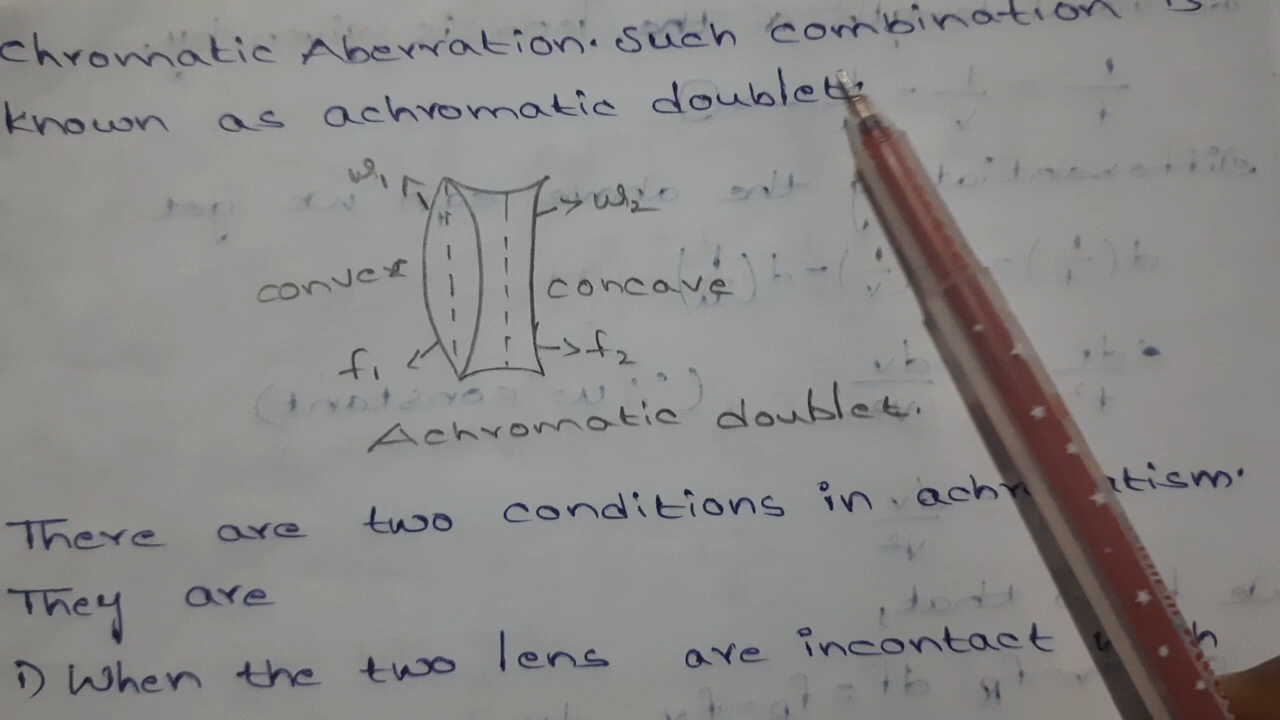 Chromatic Aberration. Such combination is
known as achromatic doublet.
ω₁
→ ω₂
convex
concave
f₁
→ f₂
Achromatic doublet.
There are two conditions in
They are
i) When the two lens are incontact